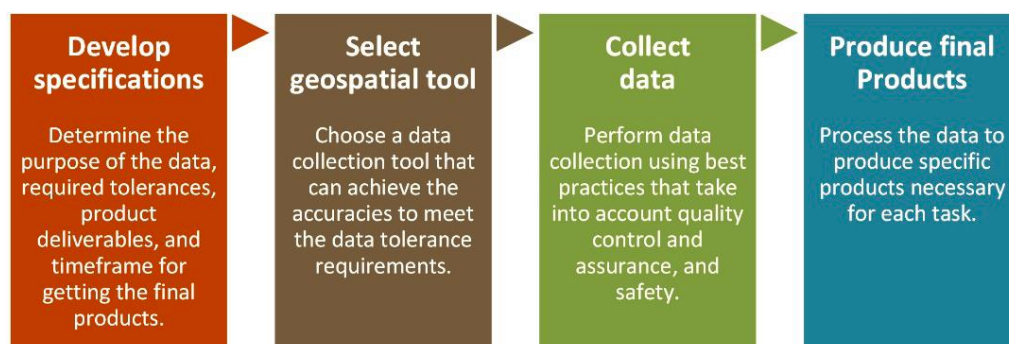 Develop
specifications
Determine the
purpose of the data,
required tolerances,
product
deliverables, and
timeframe for
getting the final
products.
Select
geospatial tool
Choose a data
collection tool that
can achieve the
accuracies to meet
the data tolerance
requirements.
Collect
data
Perform data
collection using best
practices that take
into account quality
control and
assurance, and
safety.
Produce final
Products
Process the data to
produce specific
products necessary
for each task.